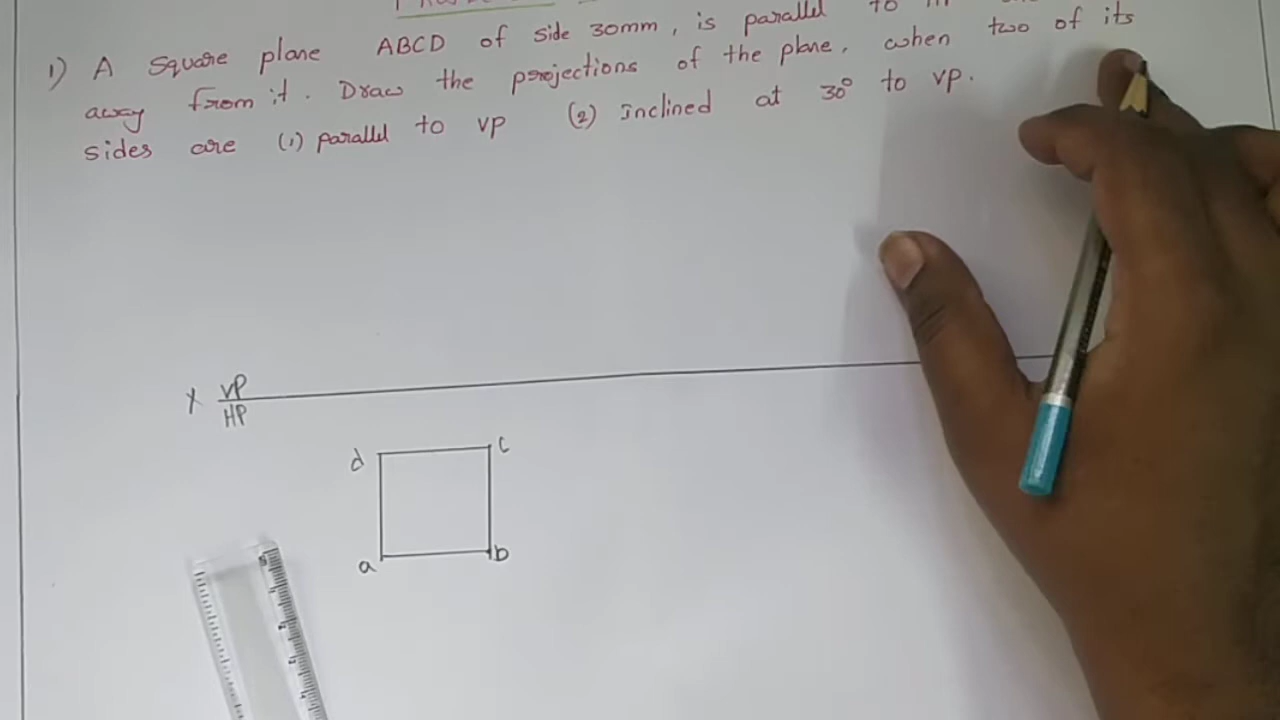 1) A square plane ABCD of side 30mm, is parallel to
away from it. Draw the projections of the plane, when two of its
sides are (1) parallel to vp (2) Inclined at 30° to vp.
X VP
HP
d c
a b